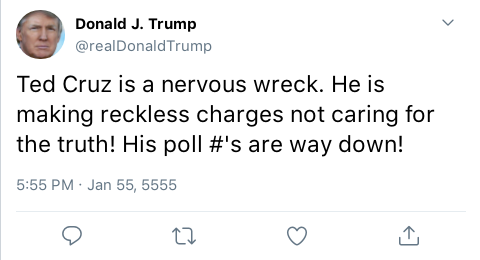 Donald J. Trump
@realDonaldTrump
Ted Cruz is a nervous wreck. He is
making reckless charges not caring for
the truth! His poll #'s are way down!
5:55 PM · Jan 55, 5555